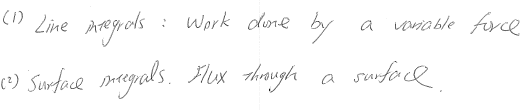 (1) Line integrals : Work done by a variable force
(2) Surface integrals. Flux through a surface.